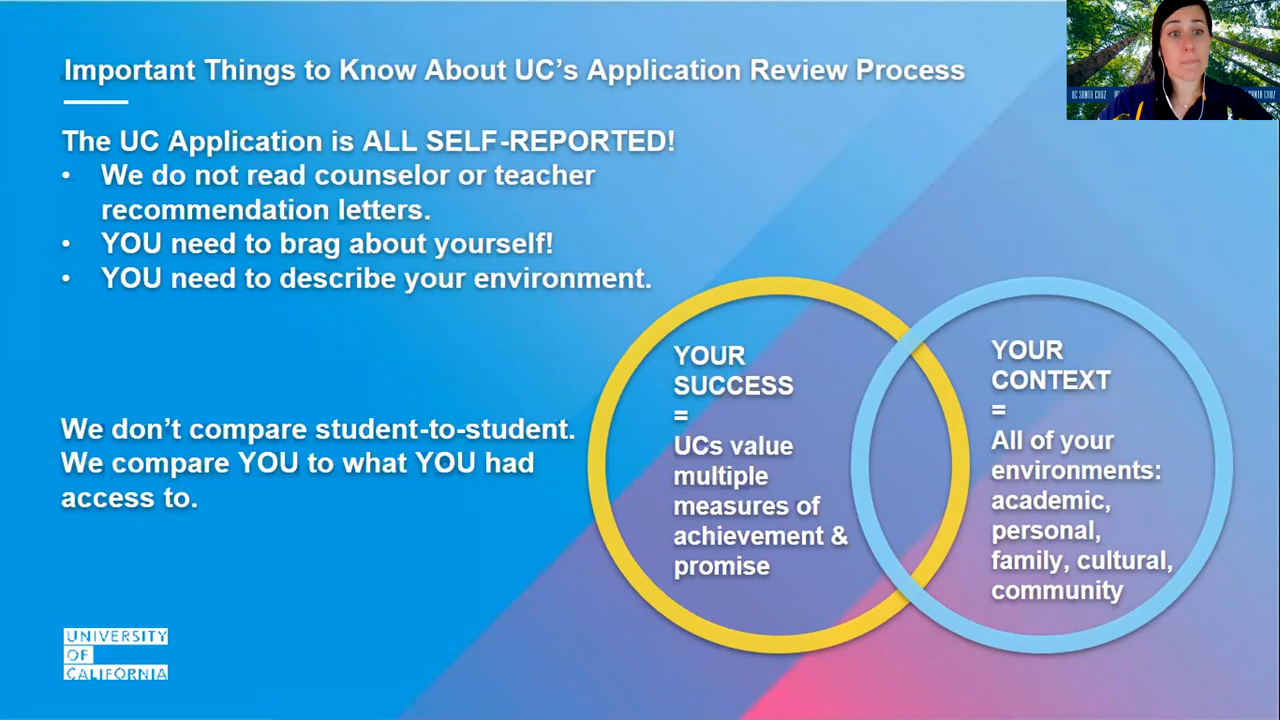 Important Things to Know About UC's Application Review Process
The UC Application is ALL SELF-REPORTED!
• We do not read counselor or teacher
recommendation letters.
• YOU need to brag about yourself!
• YOU need to describe your environment.
We don't compare student-to-student.
We compare YOU to what YOU had
access to.
YOUR
SUCCESS
=
UCs value
multiple
measures of
achievement &
promise
YOUR
CONTEXT
=
All of your
environments:
academic,
personal,
family, cultural,
community
UNIVERSITY
OF
CALIFORNIA
UC SANTA CRUZ
SANTA CRUZ